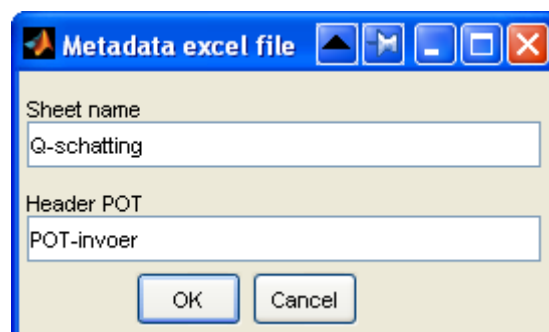 Metadata excel file
Sheet name
Q-schatting
Header POT
POT-invoer
OK Cancel